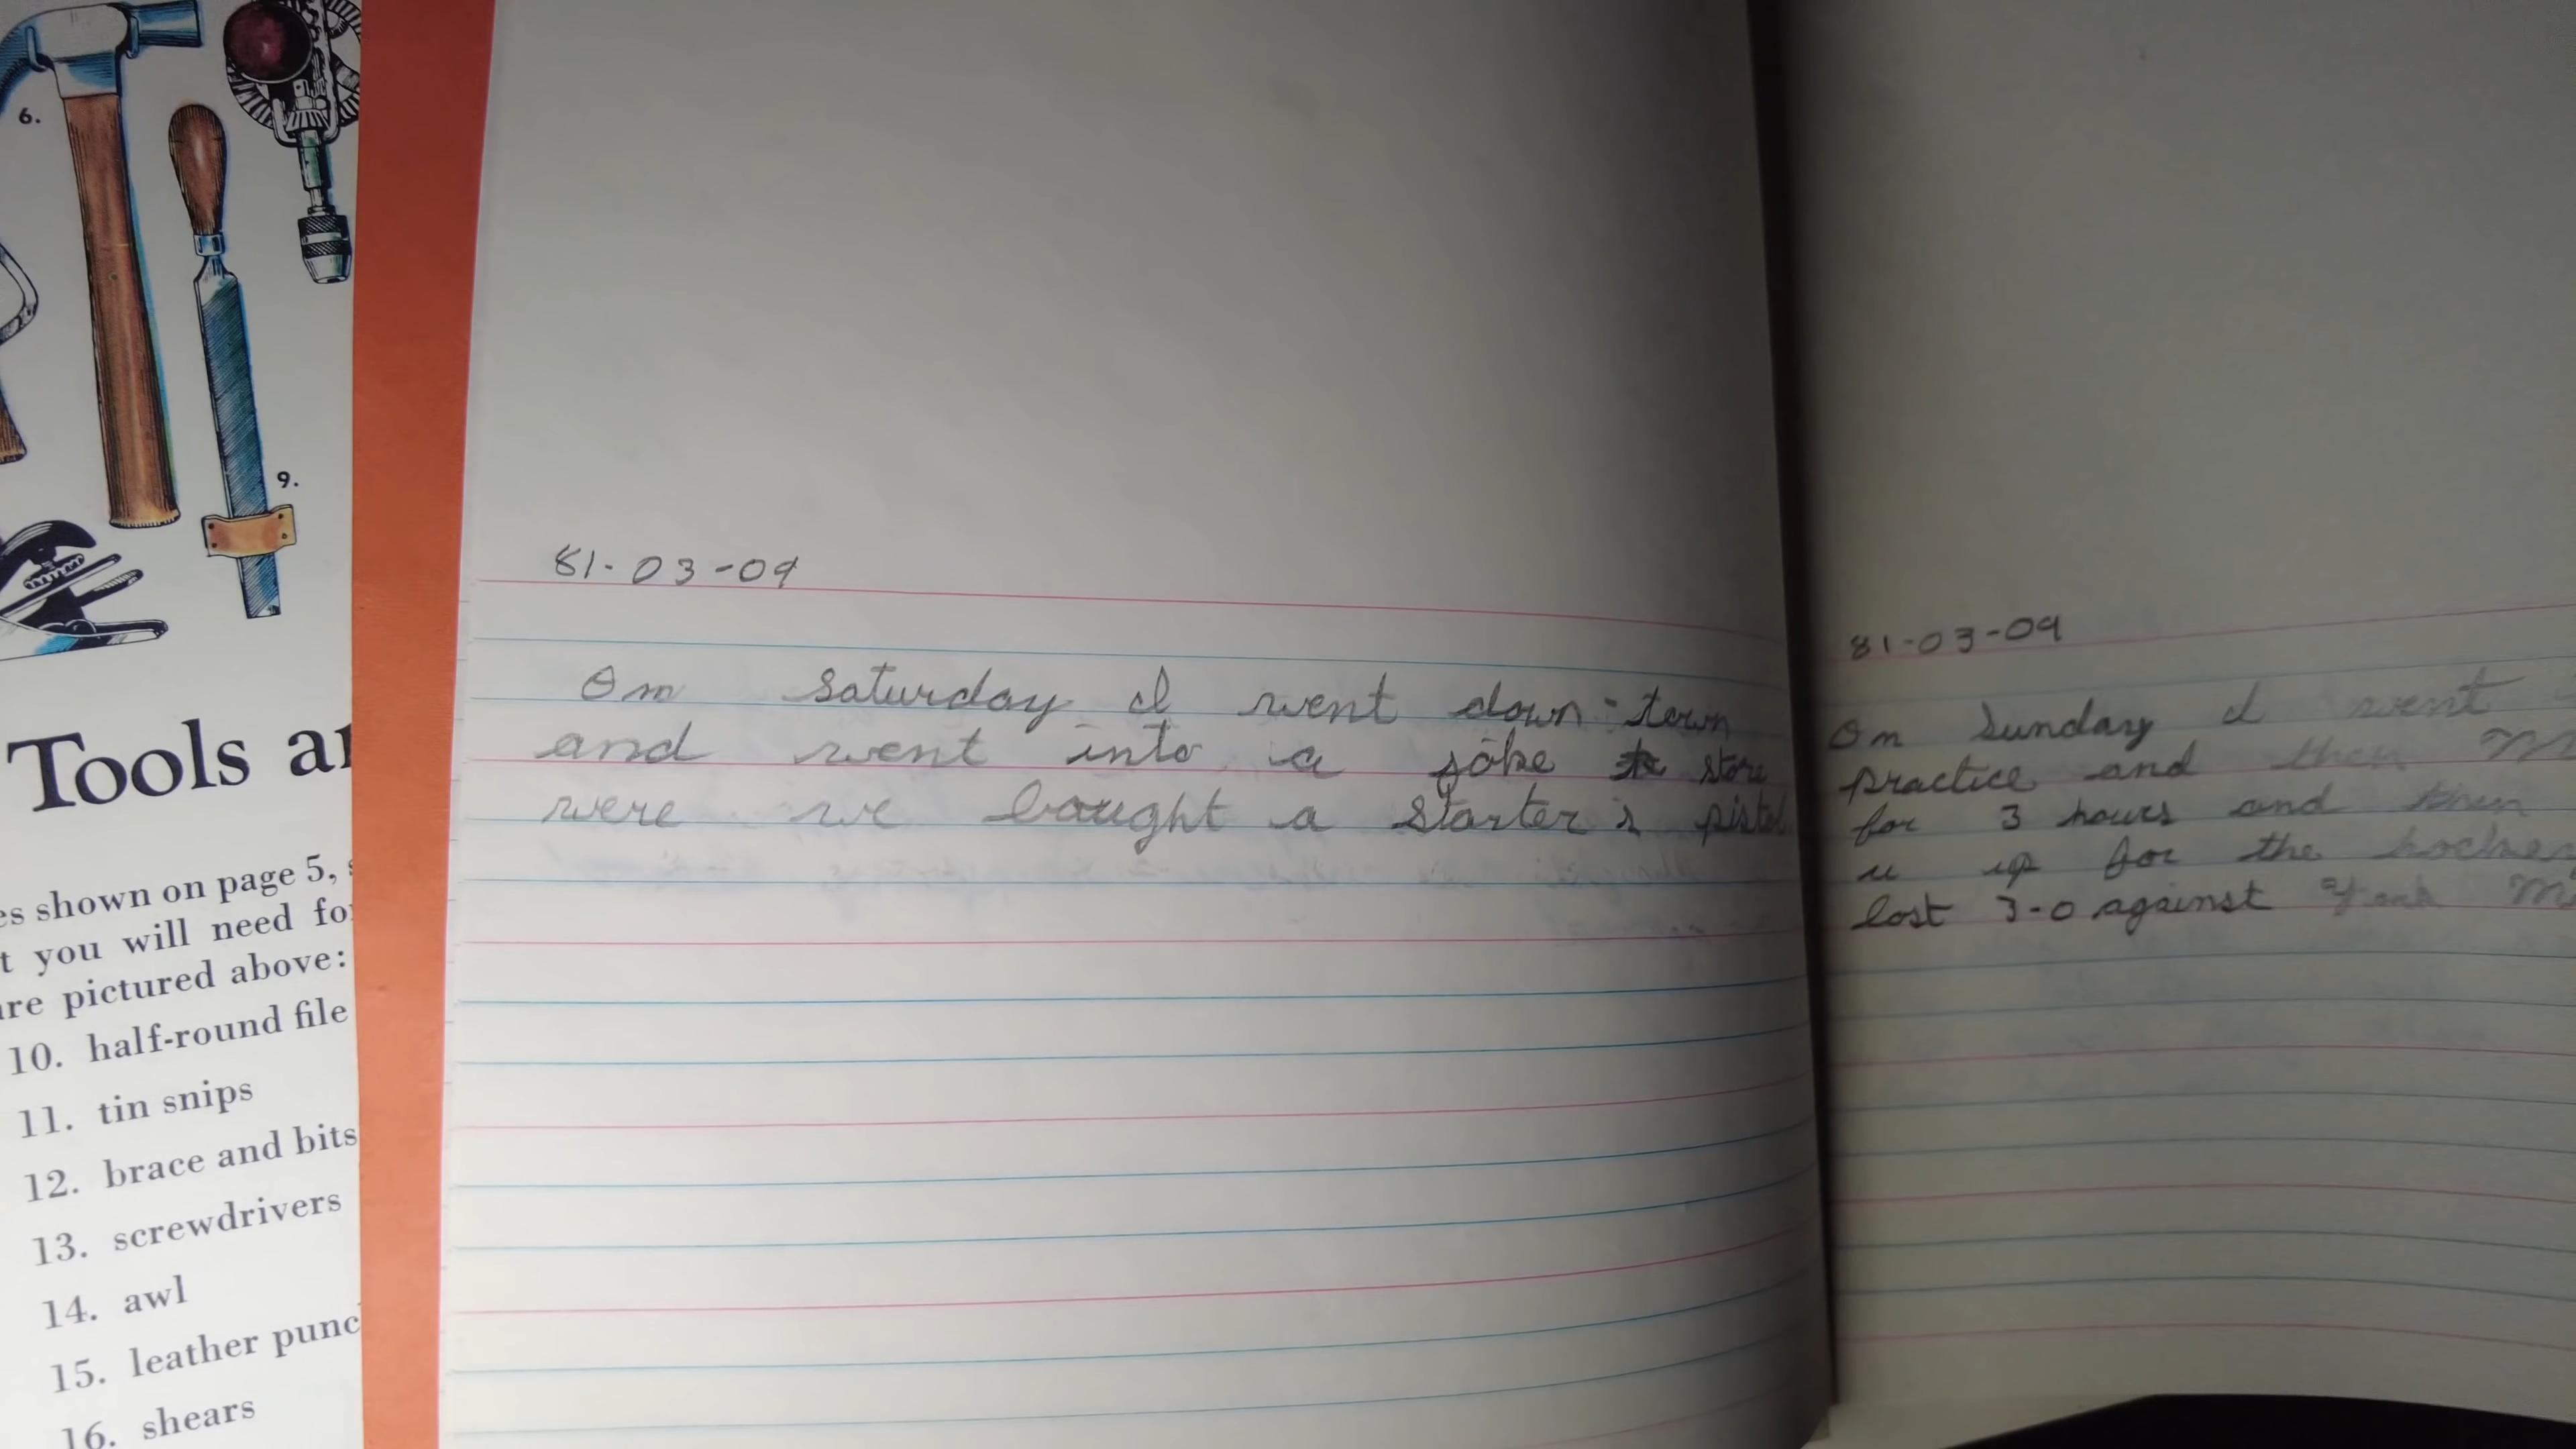 6.
9.
Tools
es shown on page 5,
t you will need
re pictured above:
10. half-round file
11. tin snips
12. brace and bits
13. screwdrivers
14. awl
15. leather punc
16. shears
81-03-09
On Saturday I went down-town
and went into a joke store
were we bought a starter's pistol
81-03-09
On Sunday I went
practice and then
for 3 hours and then
up for the
lost 3-0 against